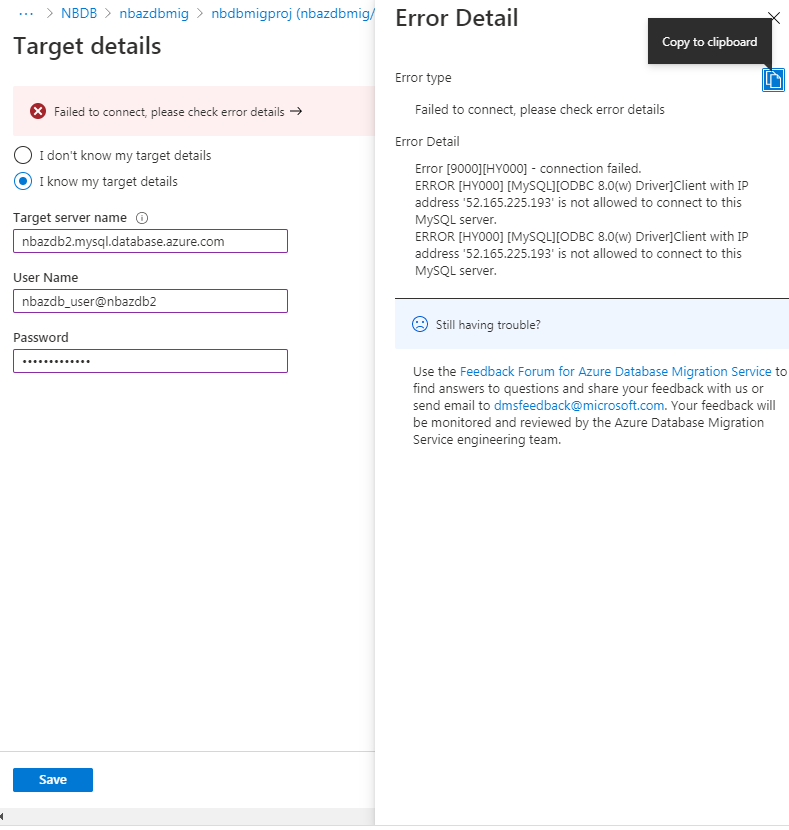 ··· > NBDB > nbazdbmig > nbdbmigproj (nbazdbmig/
Target details
Failed to connect, please check error details →
I don't know my target details
I know my target details
Target server name
nbazdb2.mysql.database.azure.com
User Name
nbazdb_user@nbazdb2
Password
•••••••••••••
Save
Error Detail
Copy to clipboard
Error type
Failed to connect, please check error details
Error Detail
Error [9000][HY000] - connection failed.
ERROR [HY000] [MySQL][ODBC 8.0(w) Driver]Client with IP
address '52.165.225.193' is not allowed to connect to this
MySQL server.
ERROR [HY000] [MySQL][ODBC 8.0(w) Driver]Client with IP
address '52.165.225.193' is not allowed to connect to this
MySQL server.
Still having trouble?
Use the Feedback Forum for Azure Database Migration Service to
find answers to questions and share your feedback with us or
send email to dmsfeedback@microsoft.com. Your feedback will
be monitored and reviewed by the Azure Database Migration
Service engineering team.